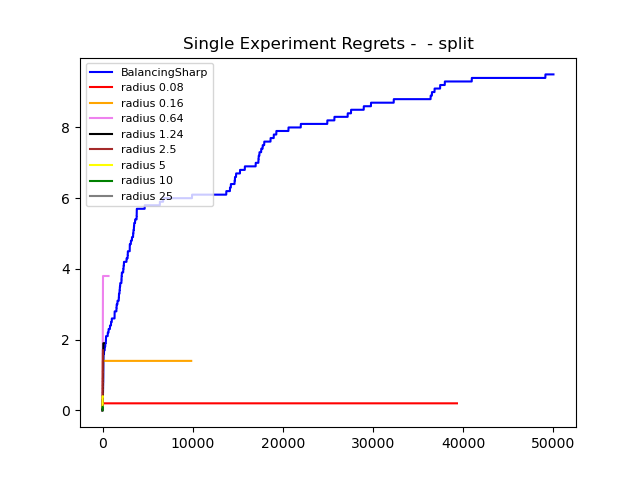 Single Experiment Regrets -  - split
BalancingSharp
radius 0.08
radius 0.16
radius 0.64
radius 1.24
radius 2.5
radius 5
radius 10
radius 25
8
6
4
2
0
0 10000 20000 30000 40000 50000